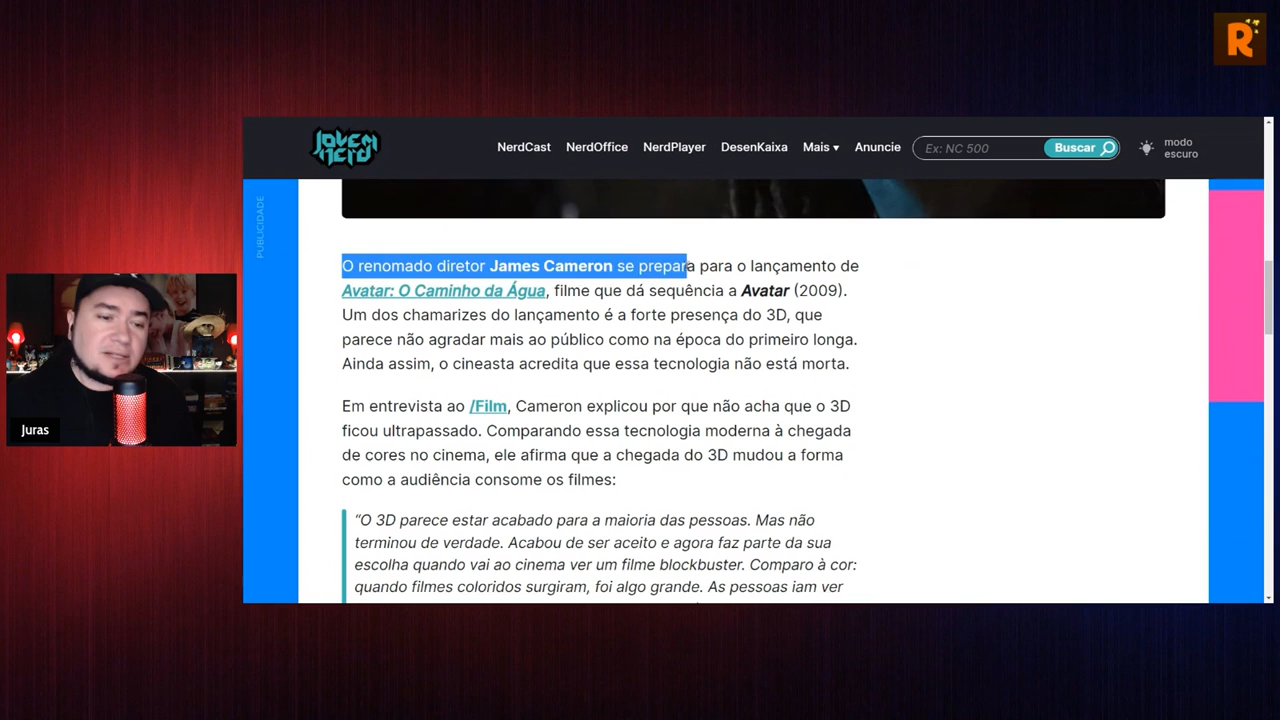 R
JOVEM
NERD
NerdCast NerdOffice NerdPlayer DesenKaixa Mais ▾ Anuncie Ex: NC 500 Buscar modo
escuro
PUBLICIDADE
O renomado diretor James Cameron se prepara para o lançamento de
Avatar: O Caminho da Água, filme que dá sequência a Avatar (2009).
Um dos chamarizes do lançamento é a forte presença do 3D, que
parece não agradar mais ao público como na época do primeiro longa.
Ainda assim, o cineasta acredita que essa tecnologia não está morta.
Em entrevista ao /Film, Cameron explicou por que não acha que o 3D
ficou ultrapassado. Comparando essa tecnologia moderna à chegada
de cores no cinema, ele afirma que a chegada do 3D mudou a forma
como a audiência consome os filmes:
“O 3D parece estar acabado para a maioria das pessoas. Mas não
terminou de verdade. Acabou de ser aceito e agora faz parte da sua
escolha quando vai ao cinema ver um filme blockbuster. Comparo à cor:
quando filmes coloridos surgiram, foi algo grande. As pessoas iam ver
Juras